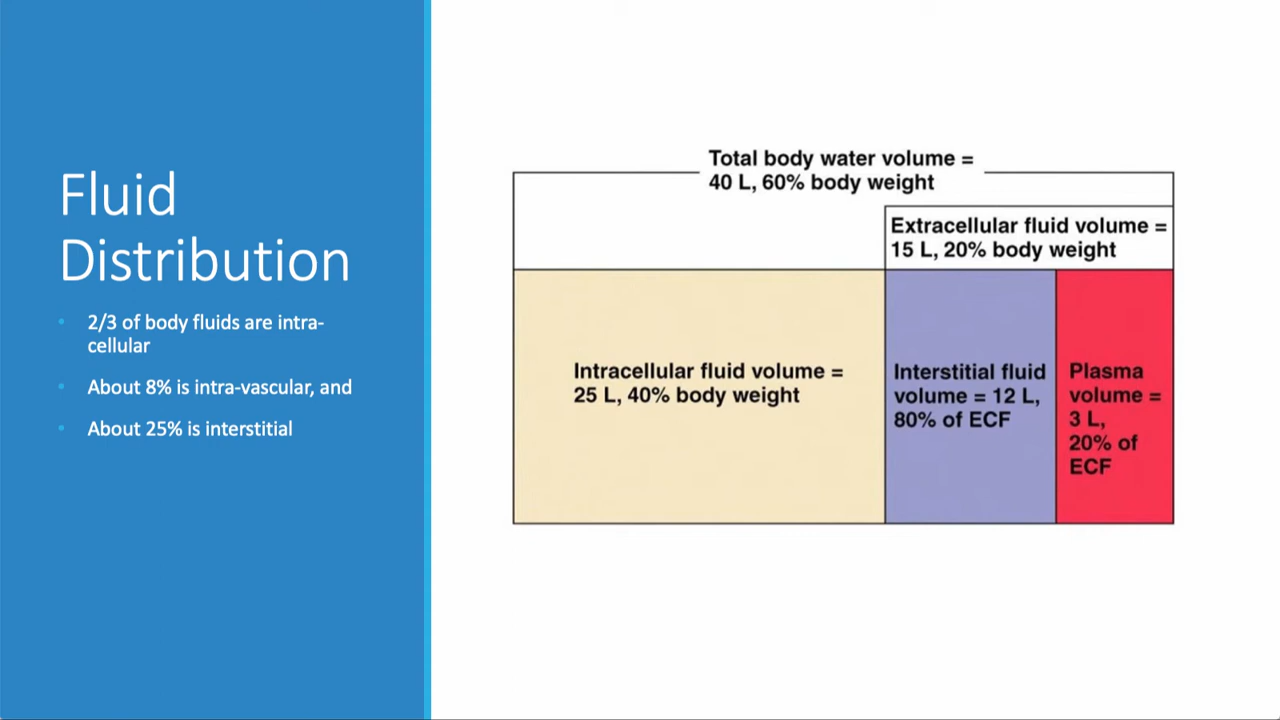 Fluid
Distribution
• 2/3 of body fluids are intra-
cellular
• About 8% is intra-vascular, and
• About 25% is interstitial
Total body water volume =
40 L, 60% body weight
Extracellular fluid volume =
15 L, 20% body weight
Intracellular fluid volume =
25 L, 40% body weight
Interstitial fluid
volume = 12 L,
80% of ECF
Plasma
volume =
3 L,
20% of
ECF